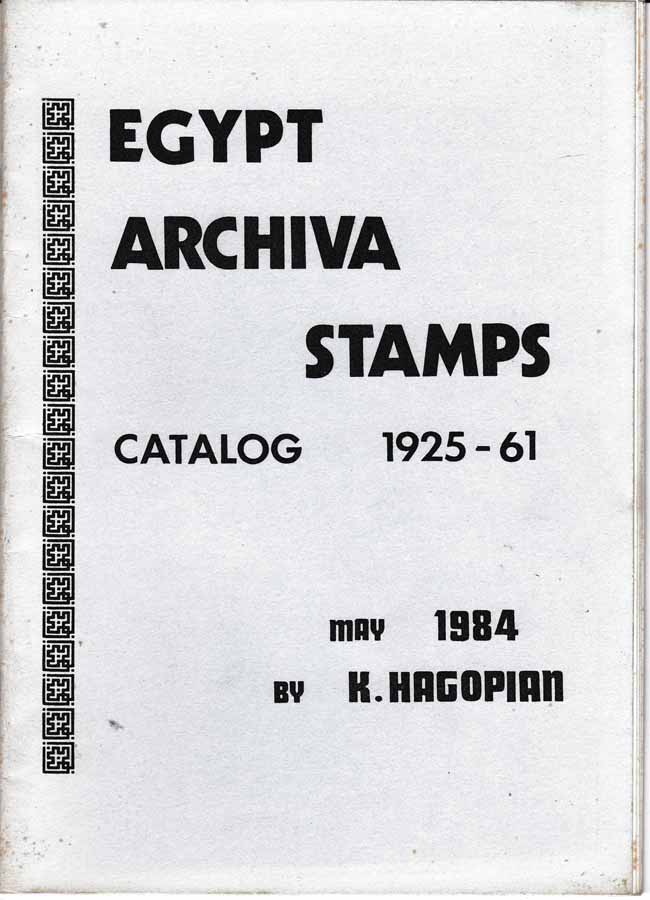 EGYPT
ARCHIVA
STAMPS
CATALOG 1925-61
MAY 1984
BY K. HAGOPIAN